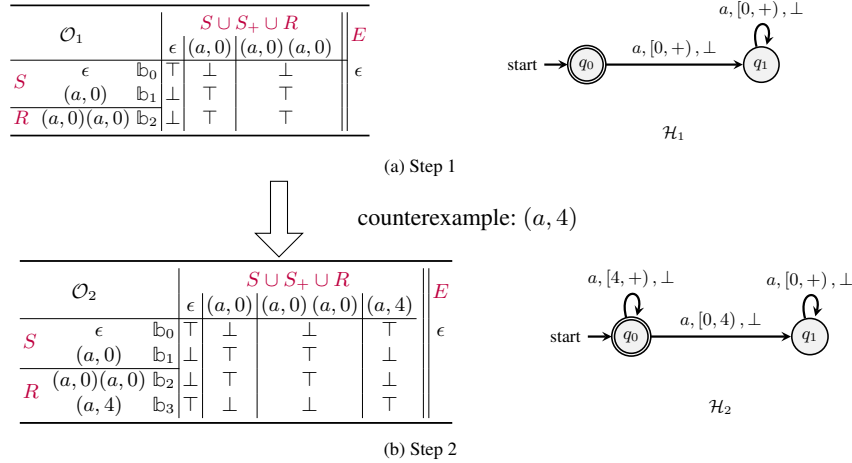 O₁ S ∪ S₊ ∪ R E
ϵ (a, 0) (a, 0) (a, 0)
S ϵ 𝕓₀ ⊤ ⊥ ⊥ ϵ
(a, 0) 𝕓₁ ⊥ ⊤ ⊤
R (a, 0)(a, 0) 𝕓₂ ⊥ ⊤ ⊤
a, [0, +) , ⊥
start q₀ a, [0, +) , ⊥ q₁
H₁
(a) Step 1
counterexample: (a, 4)
O₂ S ∪ S₊ ∪ R E
ϵ (a, 0) (a, 0) (a, 0) (a, 4)
S ϵ 𝕓₀ ⊤ ⊥ ⊥ ⊤ ϵ
(a, 0) 𝕓₁ ⊥ ⊤ ⊤ ⊥
R (a, 0)(a, 0) 𝕓₂ ⊥ ⊤ ⊤ ⊥
(a, 4) 𝕓₃ ⊤ ⊥ ⊥ ⊤
a, [4, +) , ⊥ a, [0, +) , ⊥
start q₀ a, [0, 4) , ⊥ q₁
H₂
(b) Step 2